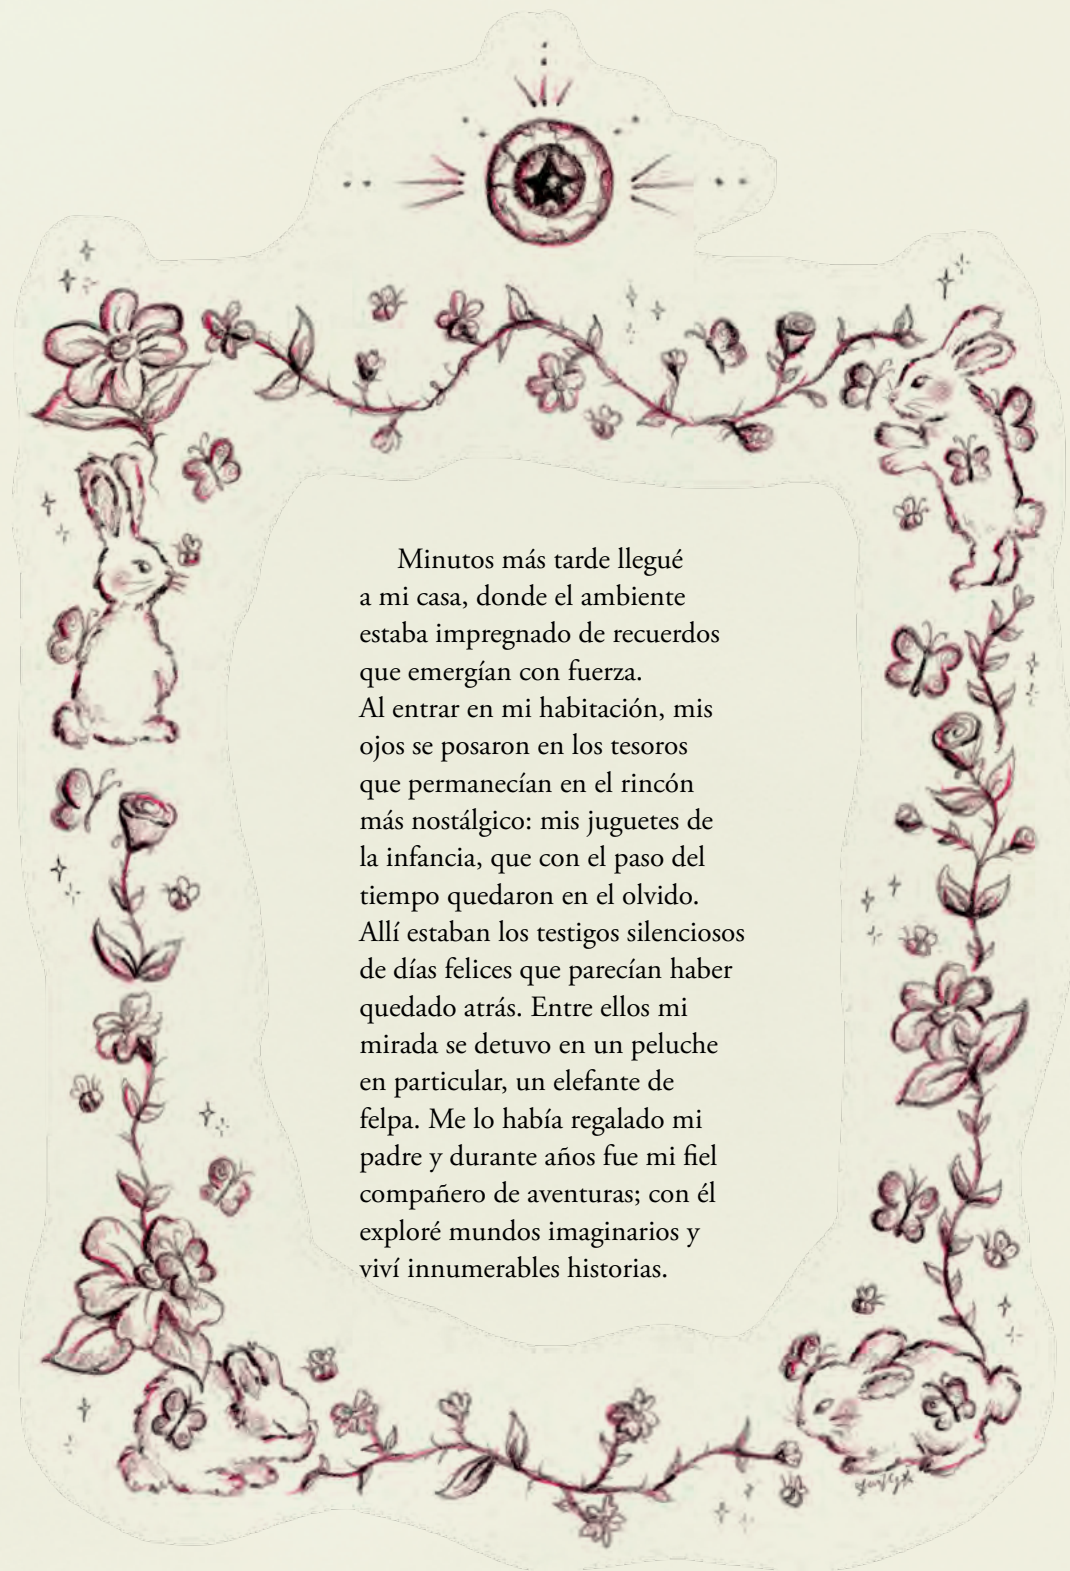 Minutos más tarde llegué
a mi casa, donde el ambiente
estaba impregnado de recuerdos
que emergían con fuerza.
Al entrar en mi habitación, mis
ojos se posaron en los tesoros
que permanecían en el rincón
más nostálgico: mis juguetes de
la infancia, que con el paso del
tiempo quedaron en el olvido.
Allí estaban los testigos silenciosos
de días felices que parecían haber
quedado atrás. Entre ellos mi
mirada se detuvo en un peluche
en particular, un elefante de
felpa. Me lo había regalado mi
padre y durante años fue mi fiel
compañero de aventuras; con él
exploré mundos imaginarios y
viví innumerables historias.